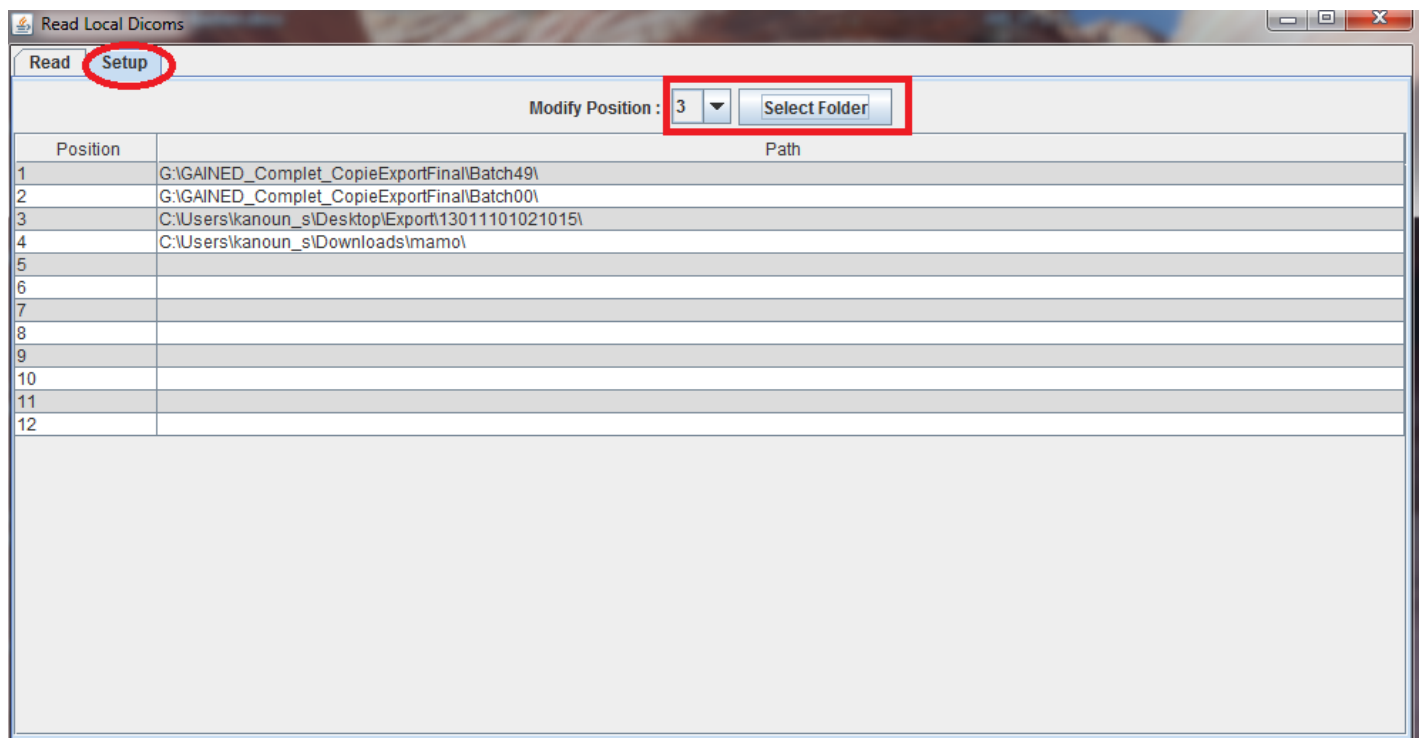 Read Local Dicoms
Read Setup
Modify Position : 3 Select Folder
Position Path
1 G:\GAINED_Complet_CopieExportFinal\Batch49\
2 G:\GAINED_Complet_CopieExportFinal\Batch00\
3 C:\Users\kanoun_s\Desktop\Export\13011101021015\
4 C:\Users\kanoun_s\Downloads\mamo\
5
6
7
8
9
10
11
12